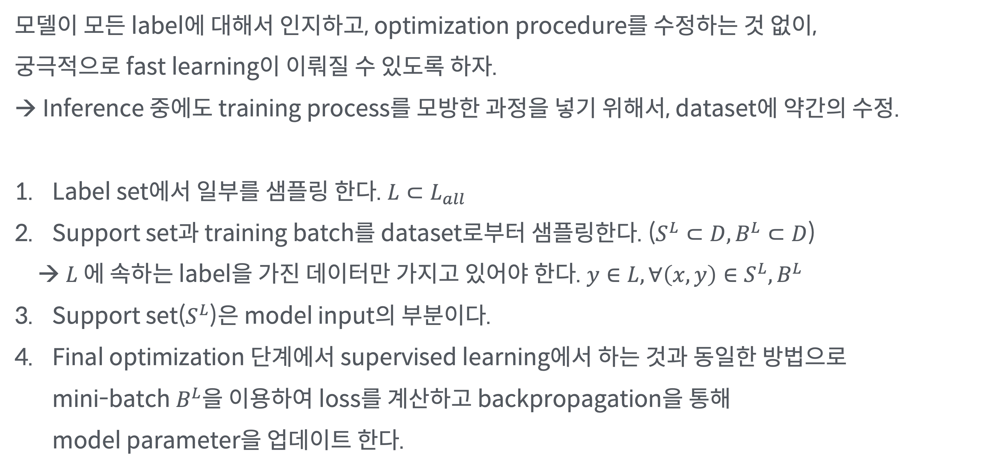 모델이 모든 label에 대해서 인지하고, optimization procedure를 수정하는 것 없이,
궁극적으로 fast learning이 이뤄질 수 있도록 하자.
→ Inference 중에도 training process를 모방한 과정을 넣기 위해서, dataset에 약간의 수정.
1. Label set에서 일부를 샘플링 한다. $L \subset L_{all}$
2. Support set과 training batch를 dataset로부터 샘플링한다. ($S^L \subset D, B^L \subset D$)
→ $L$ 에 속하는 label을 가진 데이터만 가지고 있어야 한다. $y \in L, \forall (x, y) \in S^L, B^L$
3. Support set($S^L$)은 model input의 부분이다.
4. Final optimization 단계에서 supervised learning에서 하는 것과 동일한 방법으로
mini-batch $B^L$을 이용하여 loss를 계산하고 backpropagation을 통해
model parameter을 업데이트 한다.